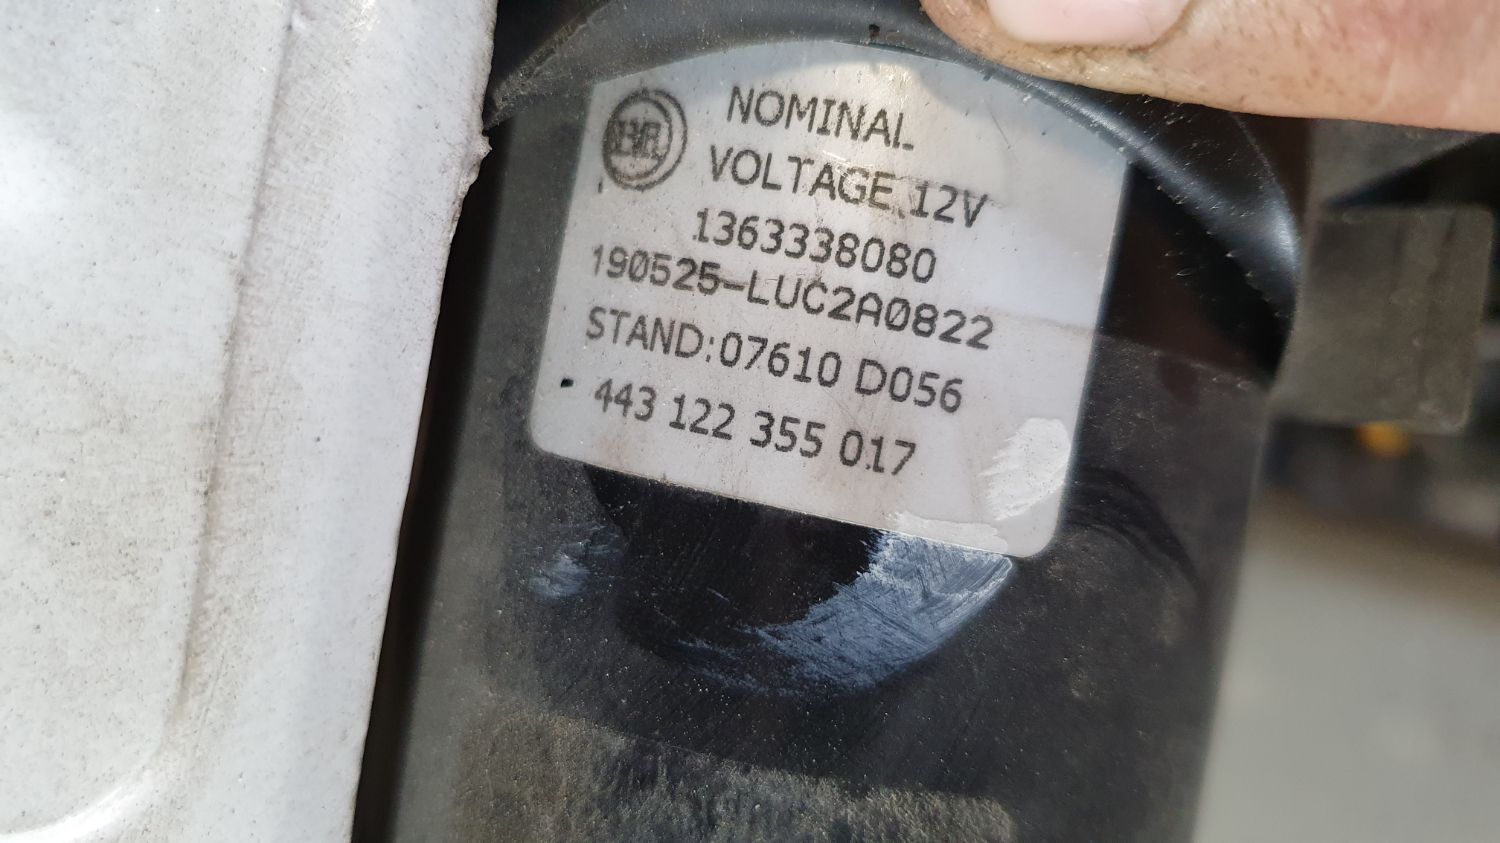 NOMINAL
VOLTAGE 12V
1363338080
190525-LUC2A0822
STAND:07610 D056
443 122 355 017